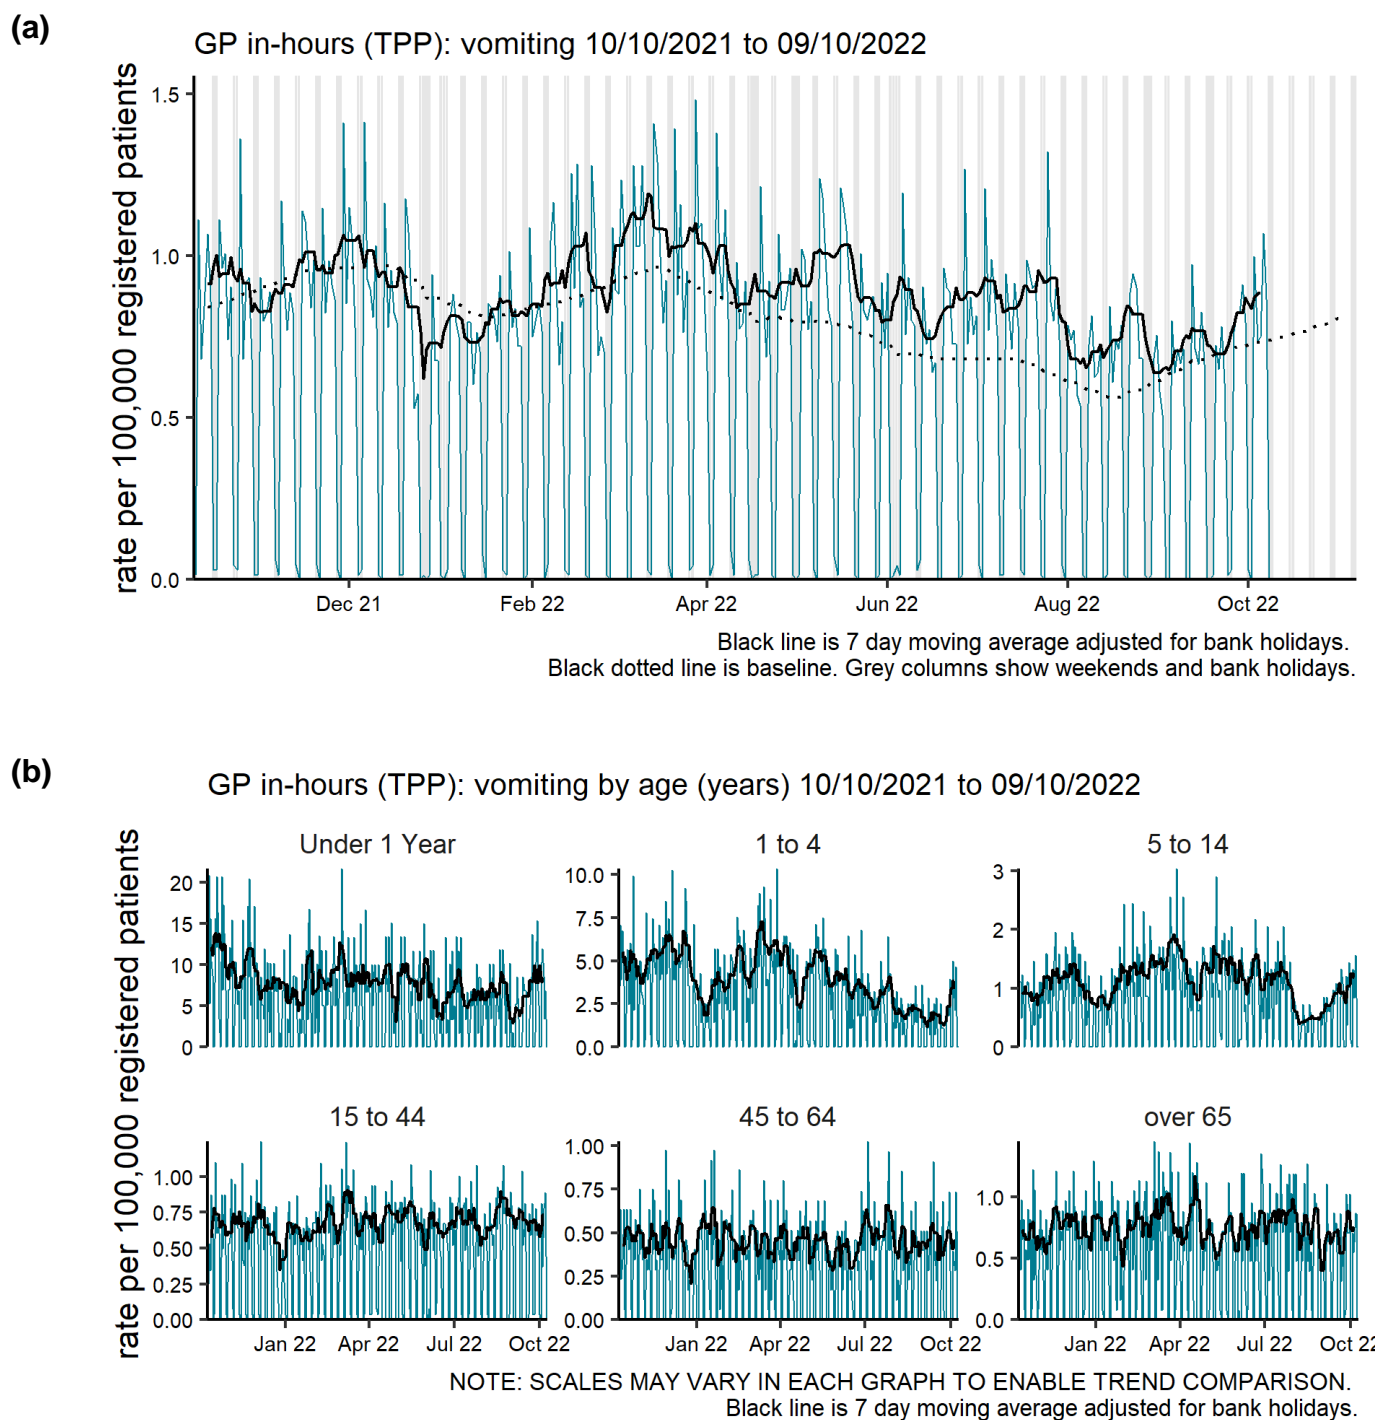 (a)
GP in-hours (TPP): vomiting 10/10/2021 to 09/10/2022
rate per 100,000 registered patients
1.5
1.0
0.5
0.0
Dec 21 Feb 22 Apr 22 Jun 22 Aug 22 Oct 22
Black line is 7 day moving average adjusted for bank holidays.
Black dotted line is baseline. Grey columns show weekends and bank holidays.
(b)
GP in-hours (TPP): vomiting by age (years) 10/10/2021 to 09/10/2022
rate per 100,000 registered patients
Under 1 Year 1 to 4 5 to 14
20 15 10 5 0
10.0 7.5 5.0 2.5 0.0
3 2 1 0
15 to 44 45 to 64 over 65
1.00 0.75 0.50 0.25 0.00
1.00 0.75 0.50 0.25 0.00
1.0 0.5 0.0
Jan 22 Apr 22 Jul 22 Oct 22 Jan 22 Apr 22 Jul 22 Oct 22 Jan 22 Apr 22 Jul 22 Oct 22
NOTE: SCALES MAY VARY IN EACH GRAPH TO ENABLE TREND COMPARISON.
Black line is 7 day moving average adjusted for bank holidays.